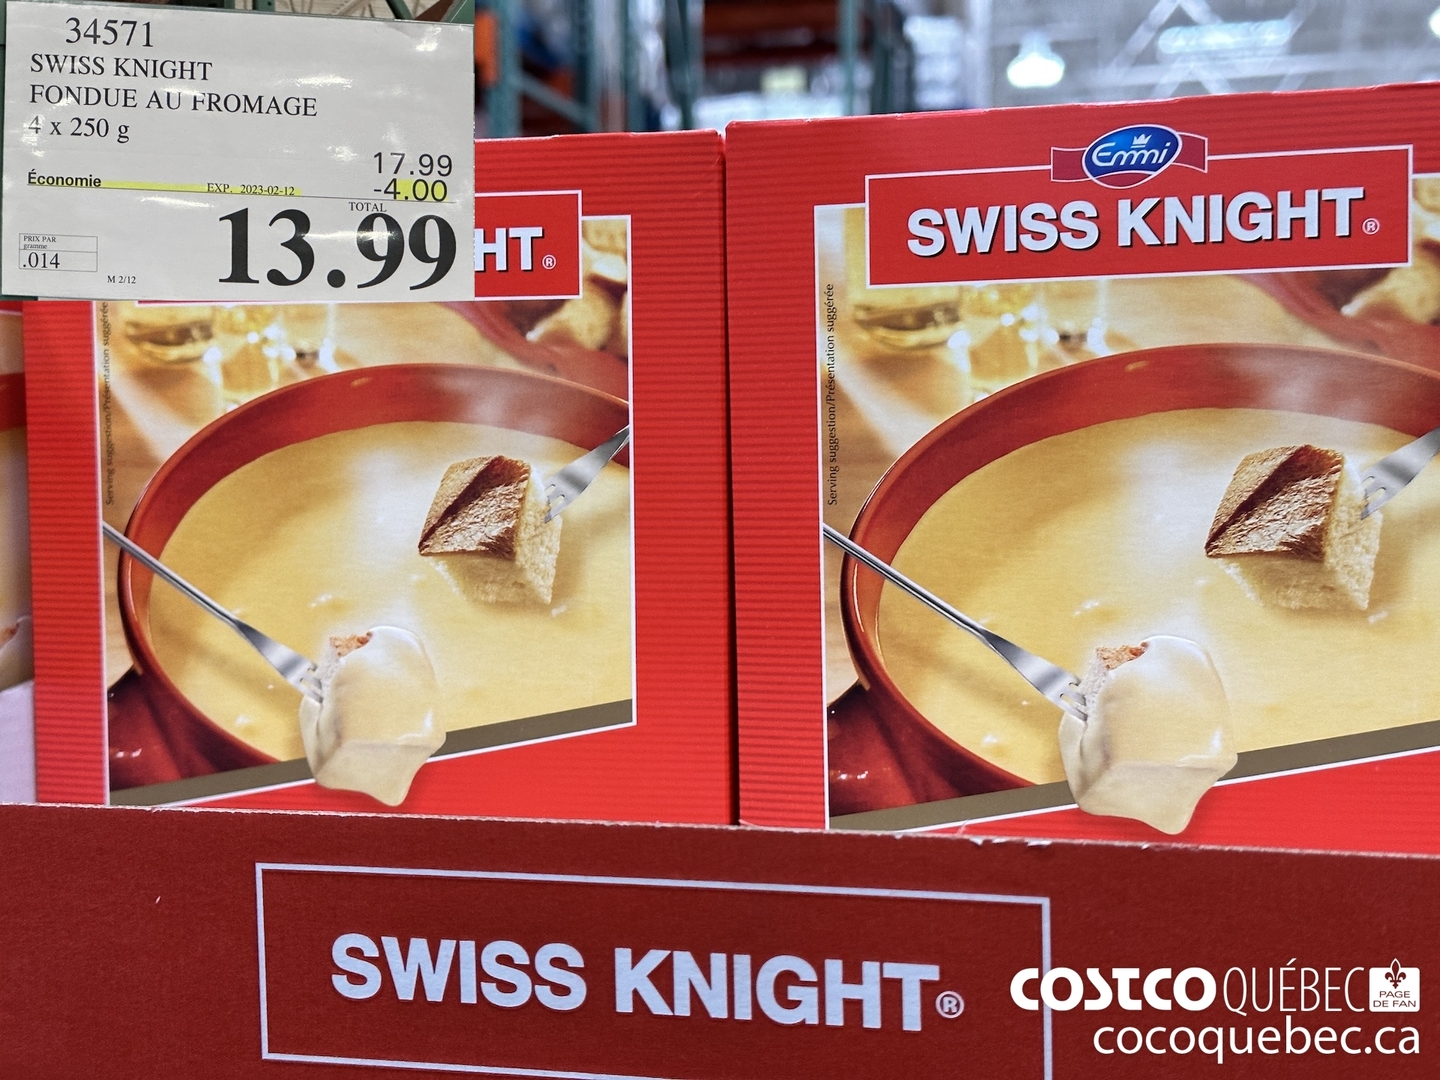 34571
SWISS KNIGHT
FONDUE AU FROMAGE
4 x 250 g
17.99
Économie EXP. 2023-02-12 -4.00
TOTAL
13.99
PRIX PAR
gramme
.014
M 2/12
HT®
Serving suggestion/Présentation suggérée
Emmi
SWISS KNIGHT®
Serving suggestion/Présentation suggérée
SWISS KNIGHT®
COSTCO QUÉBEC PAGE DE FAN
cocoquebec.ca